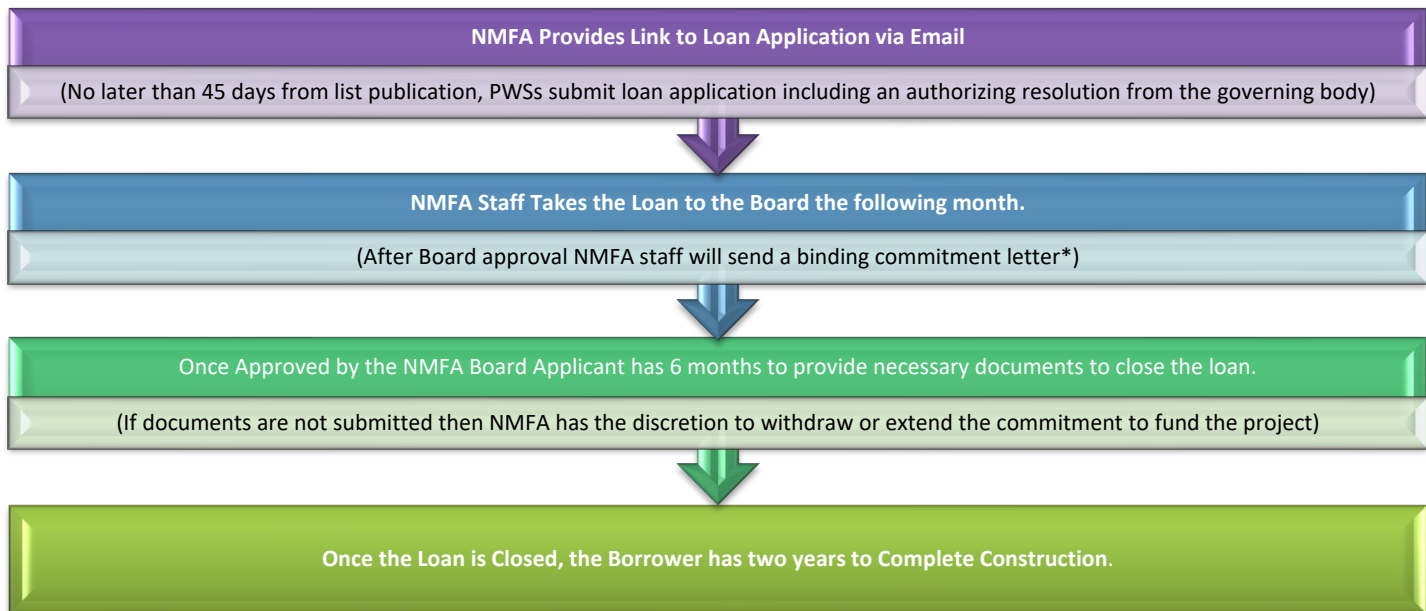 NMFA Provides Link to Loan Application via Email
(No later than 45 days from list publication, PWSs submit loan application including an authorizing resolution from the governing body)
NMFA Staff Takes the Loan to the Board the following month.
(After Board approval NMFA staff will send a binding commitment letter*)
Once Approved by the NMFA Board Applicant has 6 months to provide necessary documents to close the loan.
(If documents are not submitted then NMFA has the discretion to withdraw or extend the commitment to fund the project)
Once the Loan is Closed, the Borrower has two years to Complete Construction.